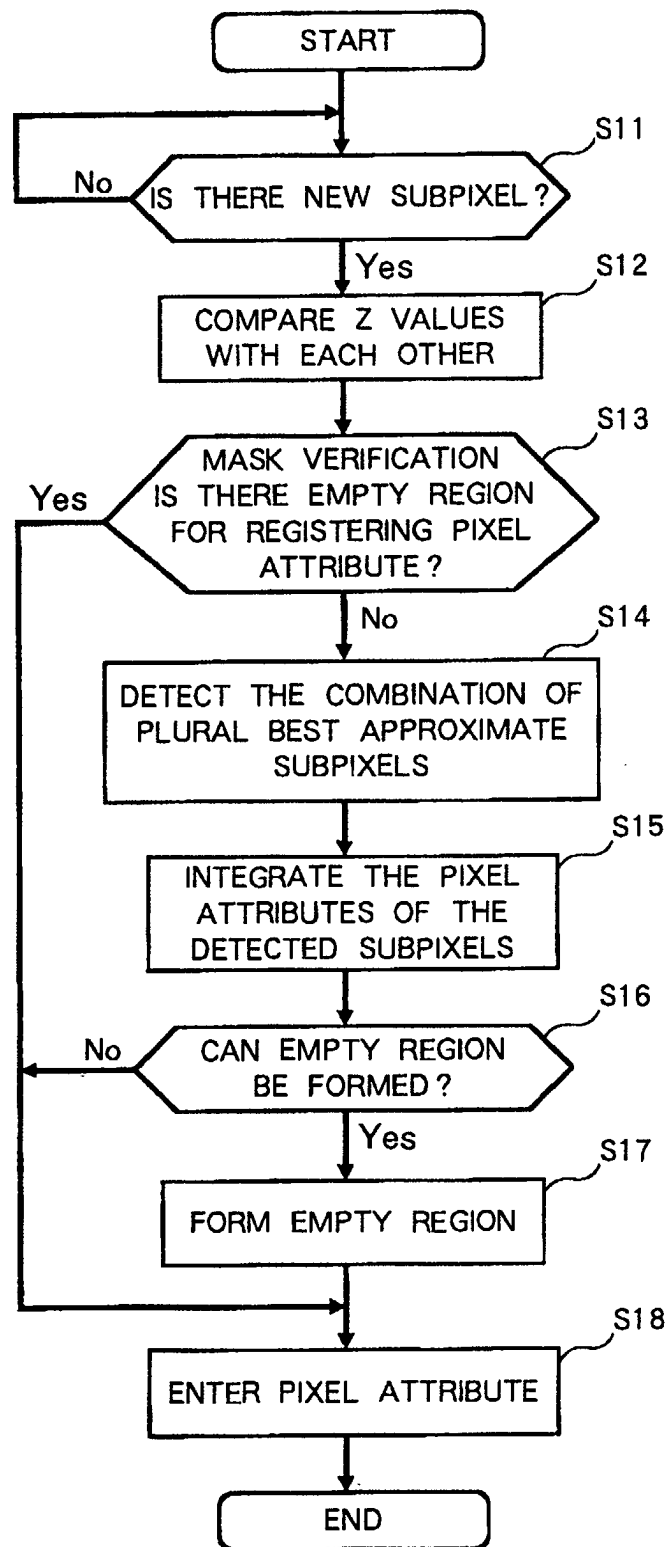 START
S11
No
IS THERE NEW SUBPIXEL?
Yes
S12
COMPARE Z VALUES
WITH EACH OTHER
S13
MASK VERIFICATION
Yes
IS THERE EMPTY REGION
FOR REGISTERING PIXEL
ATTRIBUTE?
No
S14
DETECT THE COMBINATION OF
PLURAL BEST APPROXIMATE
SUBPIXELS
S15
INTEGRATE THE PIXEL
ATTRIBUTES OF THE
DETECTED SUBPIXELS
S16
No
CAN EMPTY REGION
BE FORMED?
Yes
S17
FORM EMPTY REGION
S18
ENTER PIXEL ATTRIBUTE
END